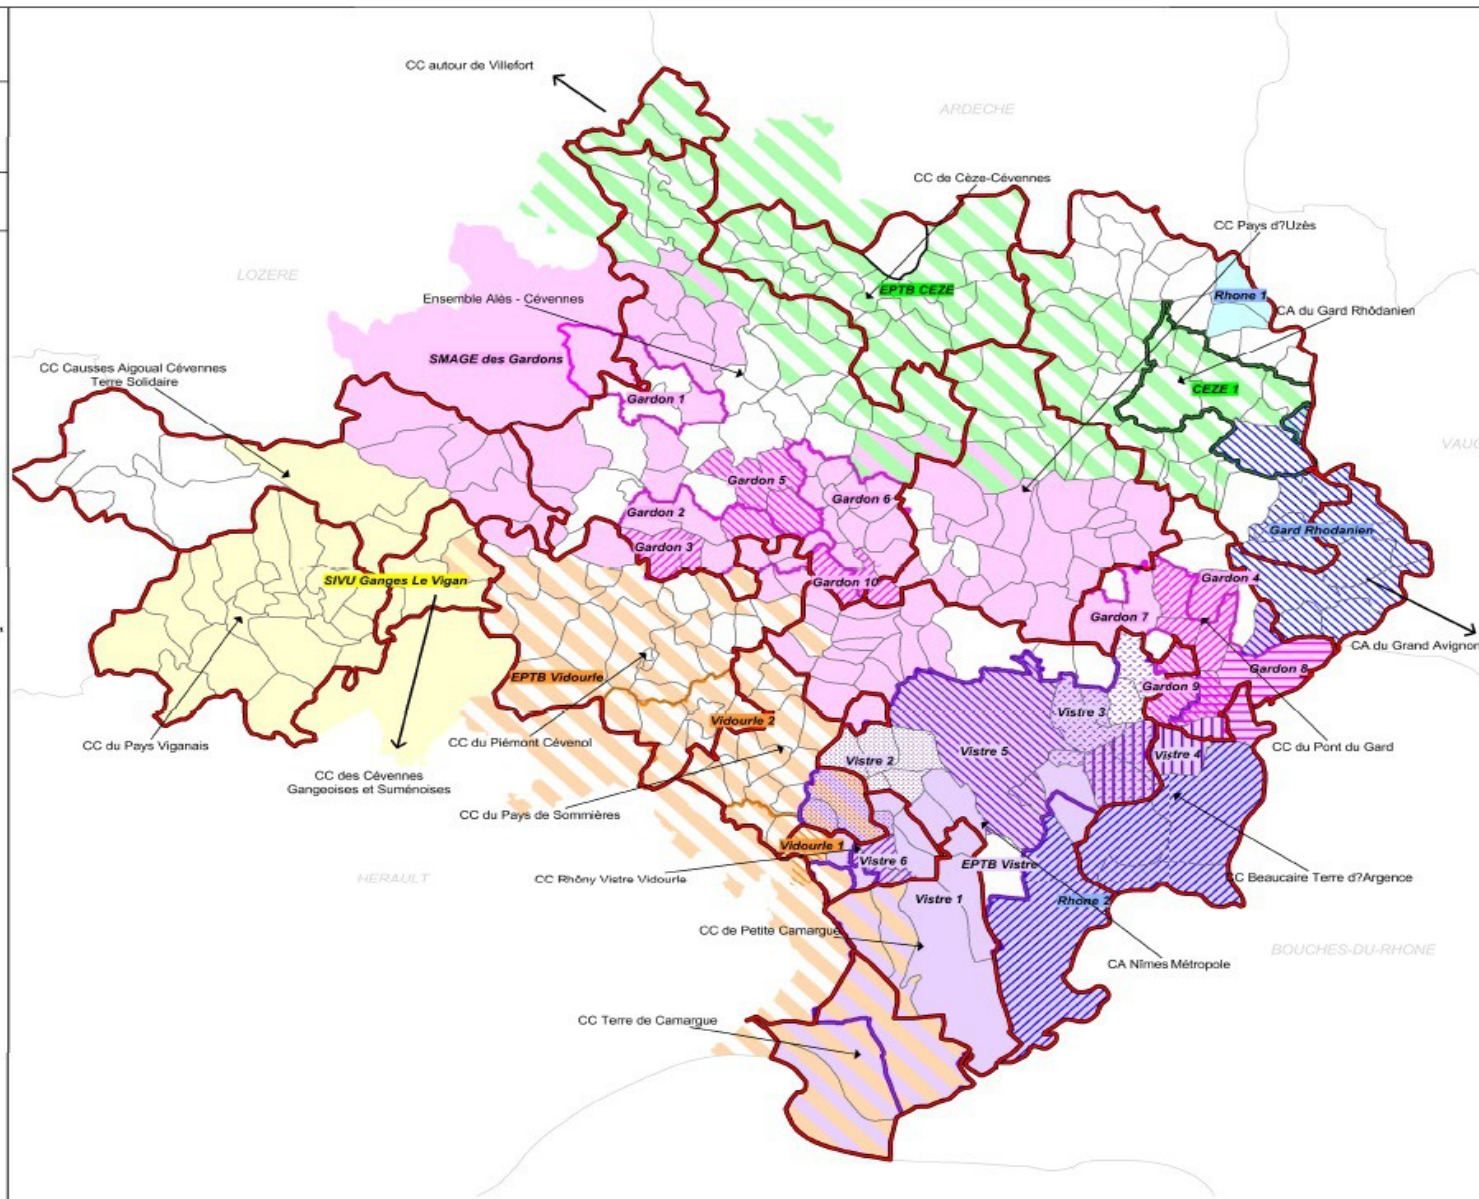 CC autour de Villefort
ARDECHE
CC de Cèze-Cévennes
CC Pays d?Uzès
LOZERE
EPTB CEZE
Rhone 1
Ensemble Alès - Cévennes
CA du Gard Rhôdanien
SMAGE des Gardons
CC Causses Aigoual Cévennes
Terre Solidaire
CEZE 1
Gardon 1
VAUC
Gardon 5
Gardon 6
Gardon 2
Gard Rhodanien
Gardon 3
SIVU Ganges Le Vigan
Gardon 10
Gardon 4
Gardon 7
CA du Grand Avignon
EPTB Vidourle
Gardon 8
Gardon 9
Vistre 3
Vidourle 2
CC du Pays Viganais
CC du Piémont Cévenol
Vistre 5
Vistre 4
CC du Pont du Gard
Vistre 2
CC des Cévennes
Gangeoises et Suménoises
CC du Pays de Sommières
Vidourle 1
Vistre 6
EPTB Vistre
HERAULT
CC Rhôny Vistre Vidourle
CC Beaucaire Terre d?Argence
Vistre 1
Rhone 2
CC de Petite Camargue
BOUCHES-DU-RHONE
CA Nîmes Métropole
CC Terre de Camargue